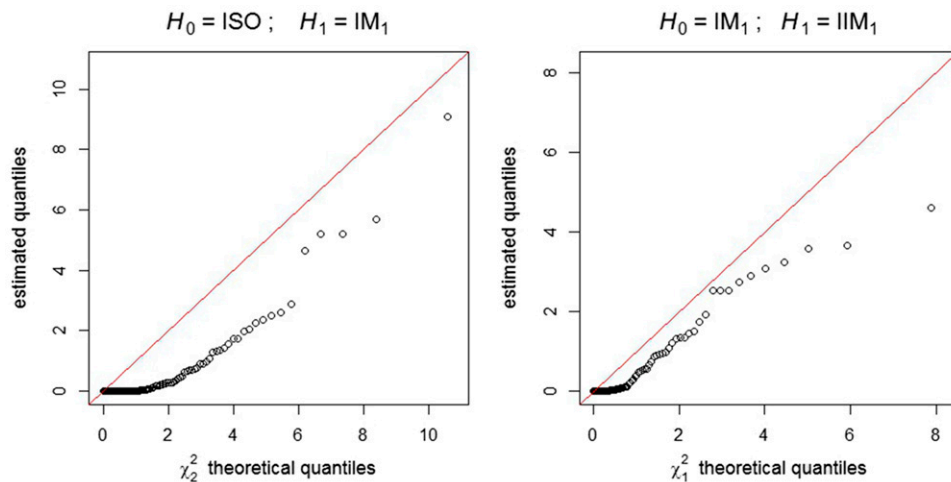 H₀ = ISO ; H₁ = IM₁
estimated quantiles
10
8
6
4
2
0
0 2 4 6 8 10
χ²₂ theoretical quantiles
H₀ = IM₁ ; H₁ = IIM₁
estimated quantiles
8
6
4
2
0
0 2 4 6 8
χ²₁ theoretical quantiles